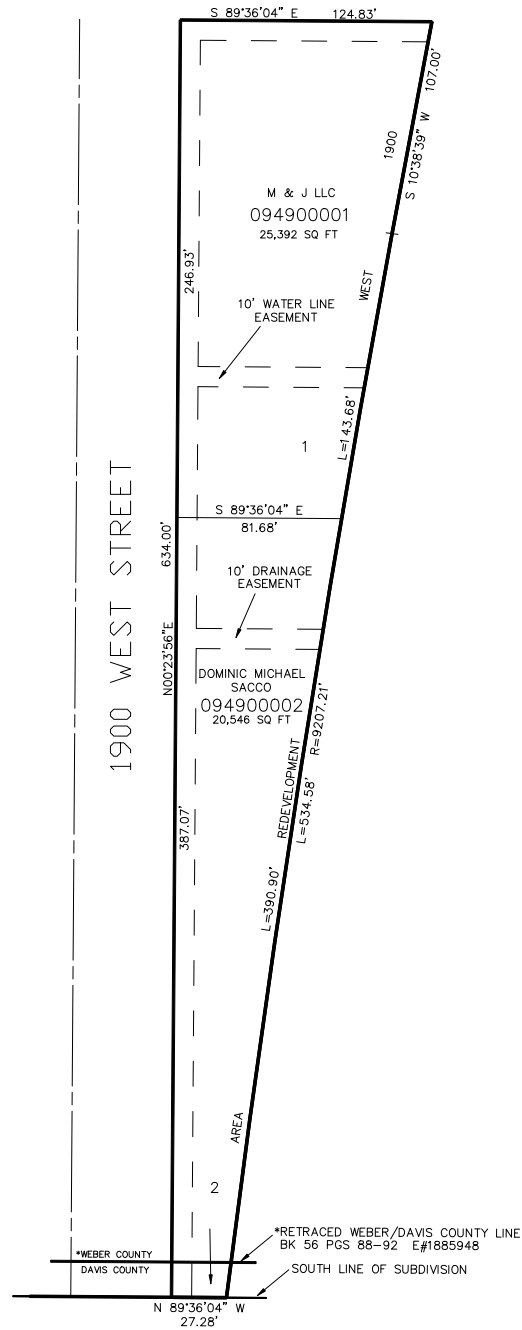 S 89°36'04" E 124.83'
107.00'
S 10°38'39" W
1900
M & J LLC
094900001
25,392 SQ FT
246.93'
WEST
10' WATER LINE
EASEMENT
L=143.68'
1
S 89°36'04" E
81.68'
634.00'
10' DRAINAGE
EASEMENT
1900 WEST STREET
N00°23'56"E
DOMINIC MICHAEL
SACCO
094900002
20,546 SQ FT
R=9207.21'
REDEVELOPMENT
L=534.58'
387.07'
L=390.90'
AREA
2
*RETRACED WEBER/DAVIS COUNTY LINE
BK 56 PGS 88-92 E#1885948
*WEBER COUNTY
DAVIS COUNTY
SOUTH LINE OF SUBDIVISION
N 89°36'04" W
27.28'